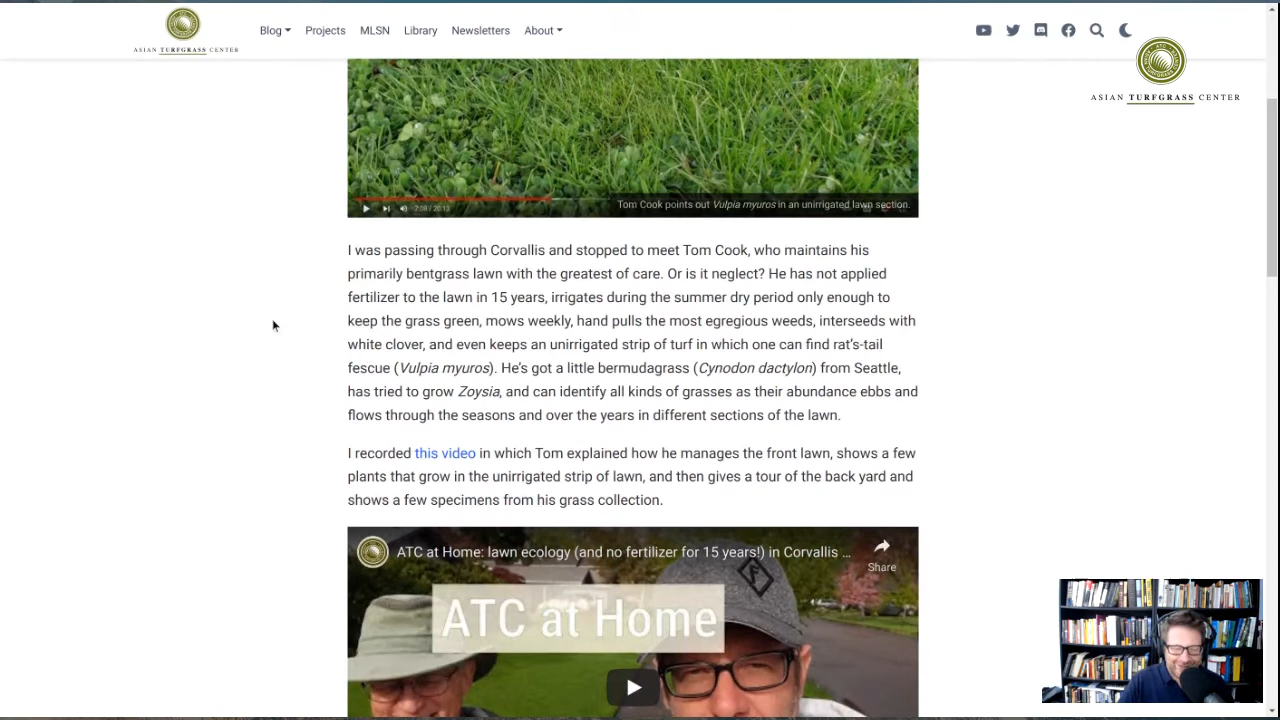 ASIAN TURFGRASS CENTER
Blog Projects MLSN Library Newsletters About
ASIAN TURFGRASS CENTER
7:08 / 20:13
Tom Cook points out Vulpia myuros in an unirrigated lawn section.
I was passing through Corvallis and stopped to meet Tom Cook, who maintains his
primarily bentgrass lawn with the greatest of care. Or is it neglect? He has not applied
fertilizer to the lawn in 15 years, irrigates during the summer dry period only enough to
keep the grass green, mows weekly, hand pulls the most egregious weeds, interseeds with
white clover, and even keeps an unirrigated strip of turf in which one can find rat’s-tail
fescue (Vulpia myuros). He’s got a little bermudagrass (Cynodon dactylon) from Seattle,
has tried to grow Zoysia, and can identify all kinds of grasses as their abundance ebbs and
flows through the seasons and over the years in different sections of the lawn.
I recorded this video in which Tom explained how he manages the front lawn, shows a few
plants that grow in the unirrigated strip of lawn, and then gives a tour of the back yard and
shows a few specimens from his grass collection.
ATC at Home: lawn ecology (and no fertilizer for 15 years!) in Corvallis ...
Share
ATC at Home